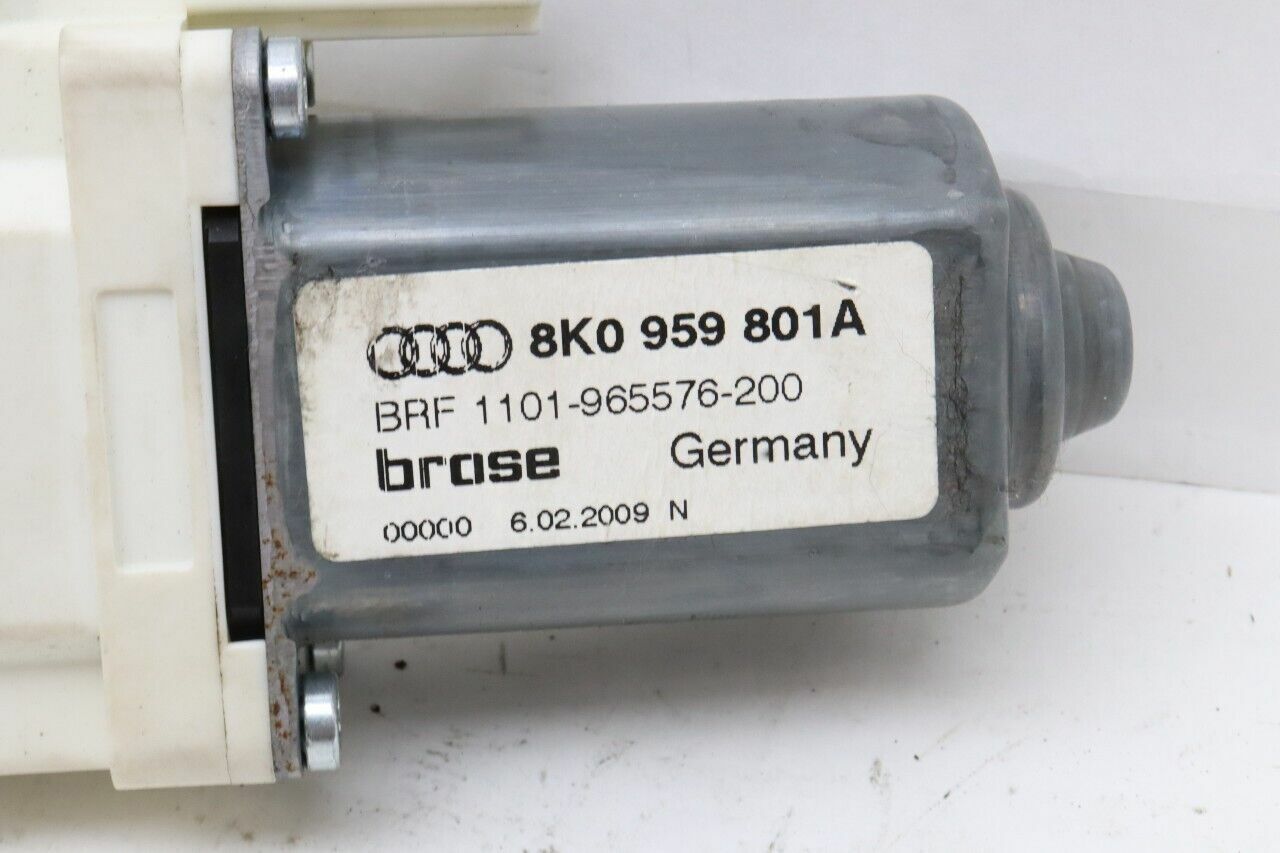 8K0 959 801A
BRF 1101-965576-200
brose Germany
00000 6.02.2009 N